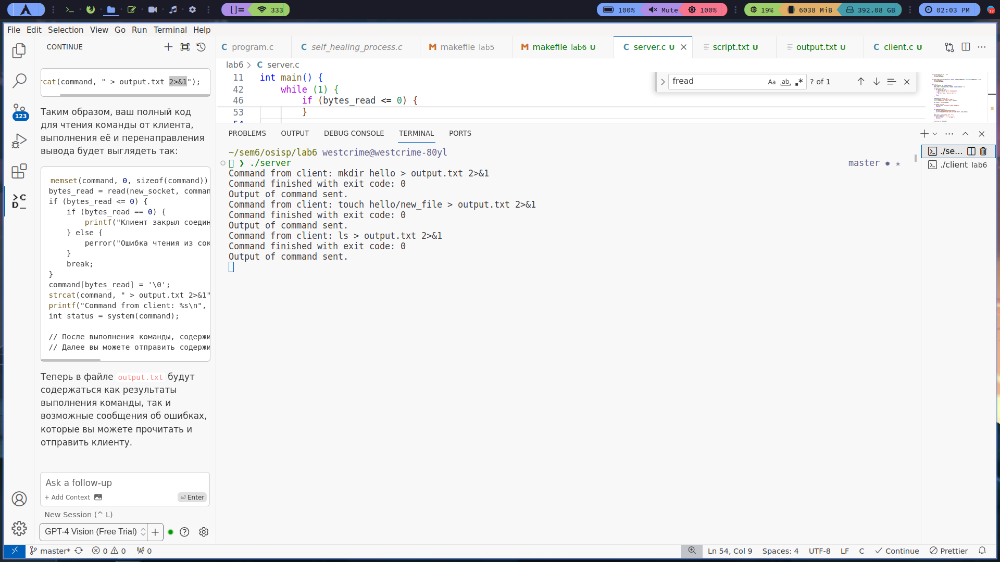 []=
333
100%
Mute
100%
19%
6038 MiB
392.08 GB
02:03 PM
17
File Edit Selection View Go Run Terminal Help
CONTINUE
program.c
self_healing_process.c
makefile lab5
makefile lab6 U
server.c U
script.txt U
output.txt U
client.c U
lab6 > C server.c
11 int main() {
42 while (1) {
46 if (bytes_read <= 0) {
53 }
54
fread
Aa ab .*
? of 1
rcat(command, " > output.txt 2>&1");
Таким образом, ваш полный код
для чтения команды от клиента,
выполнения её и перенаправления
вывода будет выглядеть так:
memset(command, 0, sizeof(command))
bytes_read = read(new_socket, comman
if (bytes_read <= 0) {
if (bytes_read == 0) {
printf("Клиент закрыл соедин
} else {
perror("Ошибка чтения из сок
}
break;
}
command[bytes_read] = '\0';
strcat(command, " > output.txt 2>&1"
printf("Command from client: %s\n",
int status = system(command);
// После выполнения команды, содержи
// Далее вы можете отправить содержи
Теперь в файле output.txt будут
содержаться как результаты
выполнения команды, так и
возможные сообщения об ошибках,
которые вы можете прочитать и
отправить клиенту.
Ask a follow-up
+ Add Context
⏎ Enter
New Session (^ L)
GPT-4 Vision (Free Trial)
123
PROBLEMS OUTPUT DEBUG CONSOLE TERMINAL PORTS
~/sem6/osisp/lab6 westcrime@westcrime-80yl
❯ ./server
master
Command from client: mkdir hello > output.txt 2>&1
Command finished with exit code: 0
Output of command sent.
Command from client: touch hello/new_file > output.txt 2>&1
Command finished with exit code: 0
Output of command sent.
Command from client: ls > output.txt 2>&1
Command finished with exit code: 0
Output of command sent.
./se...
./client lab6
master*
0 0
0
Ln 54, Col 9 Spaces: 4 UTF-8 LF C Continue Prettier